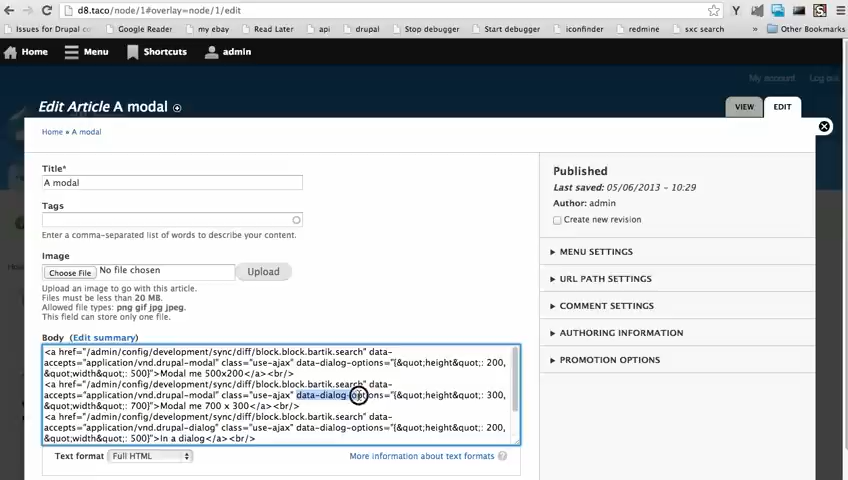 d8.taco/node/1#overlay=node/1/edit
Issues for Drupal co Google Reader my ebay Read Later api drupal Stop debugger Start debugger iconfinder redmine sxc search » Other Bookmarks
Home Menu Shortcuts admin
My account Log out
Edit Article A modal
VIEW EDIT
Home » A modal
Title*
A modal
Tags
Enter a comma-separated list of words to describe your content.
Image
Choose File No file chosen Upload
Upload an image to go with this article.
Files must be less than 20 MB.
Allowed file types: png gif jpg jpeg.
This field can store only one file.
Body (Edit summary)
<a href="/admin/config/development/sync/diff/block.block.bartik.search" data-
accepts="application/vnd.drupal-modal" class="use-ajax" data-dialog-options="{&quot;height&quot;: 200,
&quot;width&quot;: 500}">Modal me 500x200</a><br/>
<a href="/admin/config/development/sync/diff/block.block.bartik.search" data-
accepts="application/vnd.drupal-modal" class="use-ajax" data-dialog-options="{&quot;height&quot;: 300,
&quot;width&quot;: 700}">Modal me 700 x 300</a><br/>
<a href="/admin/config/development/sync/diff/block.block.bartik.search" data-
accepts="application/vnd.drupal-dialog" class="use-ajax" data-dialog-options="{&quot;height&quot;: 200,
&quot;width&quot;: 500}">In a dialog</a><br/>
Text format Full HTML More information about text formats ?
Published
Last saved: 05/06/2013 - 10:29
Author: admin
Create new revision
MENU SETTINGS
URL PATH SETTINGS
COMMENT SETTINGS
AUTHORING INFORMATION
PROMOTION OPTIONS